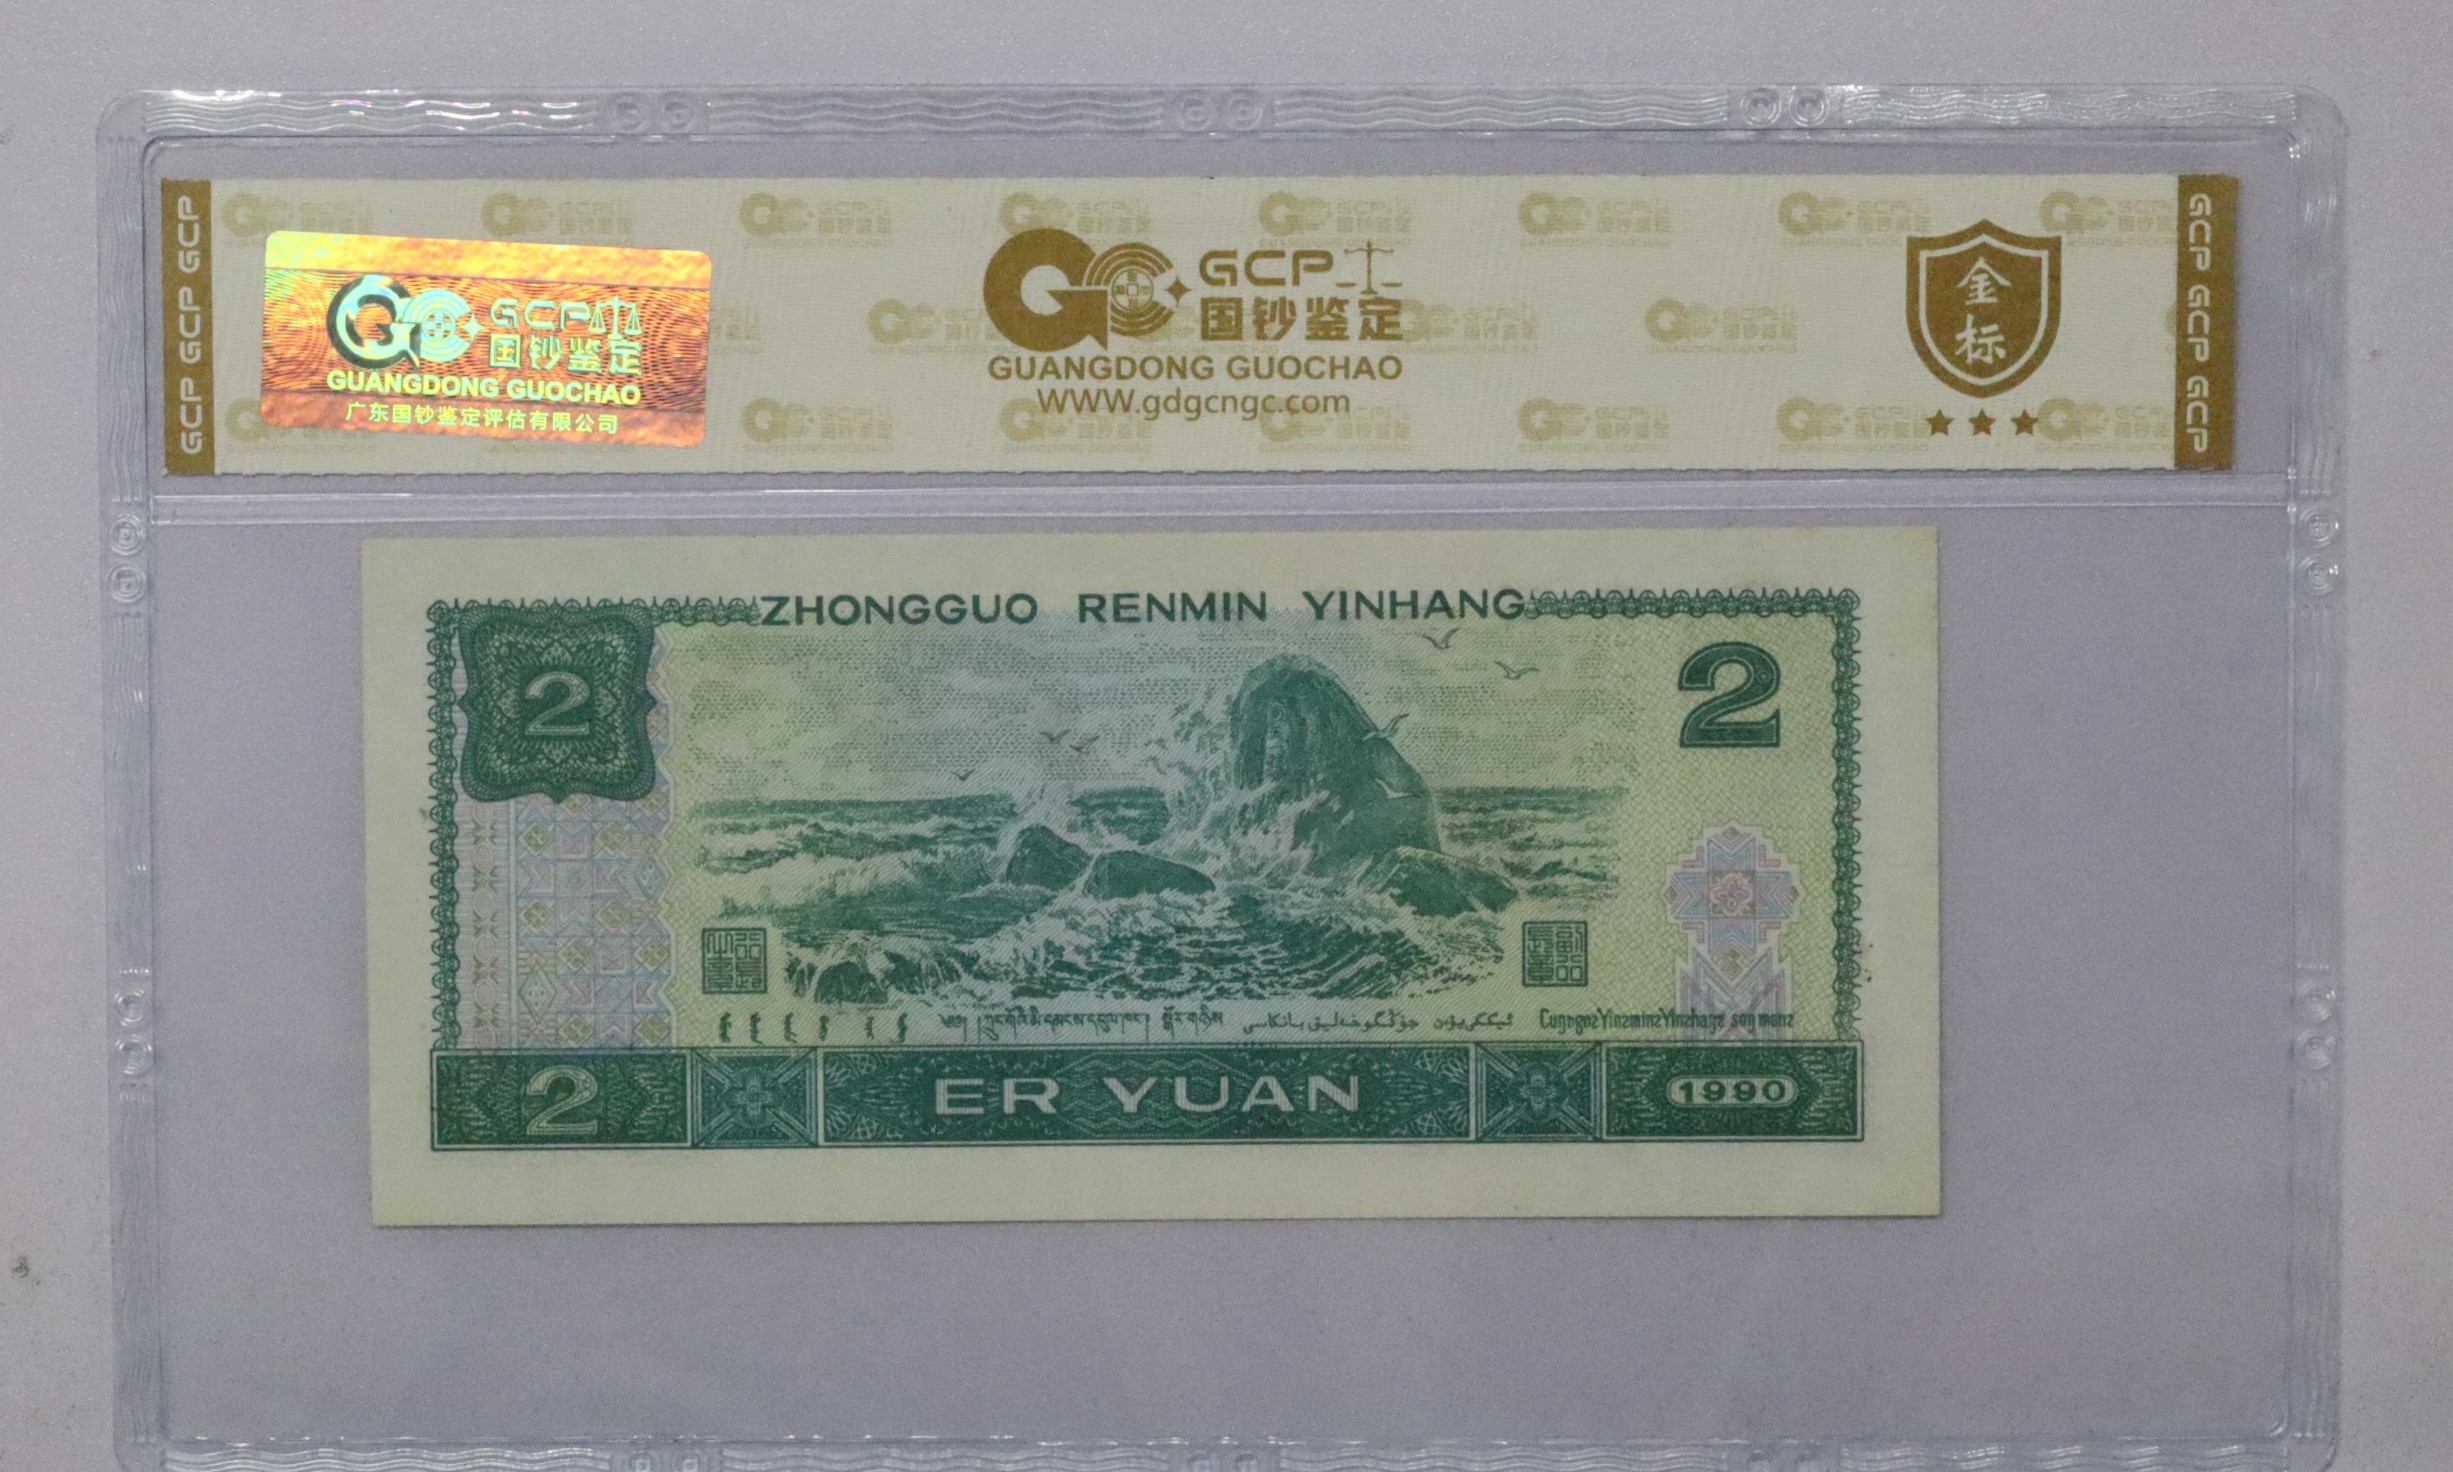 GCP GCP GCP
GCP
国钞鉴定
GUANGDONG GUOCHAO
广东国钞鉴定评估有限公司
GCP
国钞鉴定
GUANGDONG GUOCHAO
WWW.gdgcngc.com
金
标
GCP GCP GCP
ZHONGGUO RENMIN YINHANG
2
2
2
ER YUAN
1990